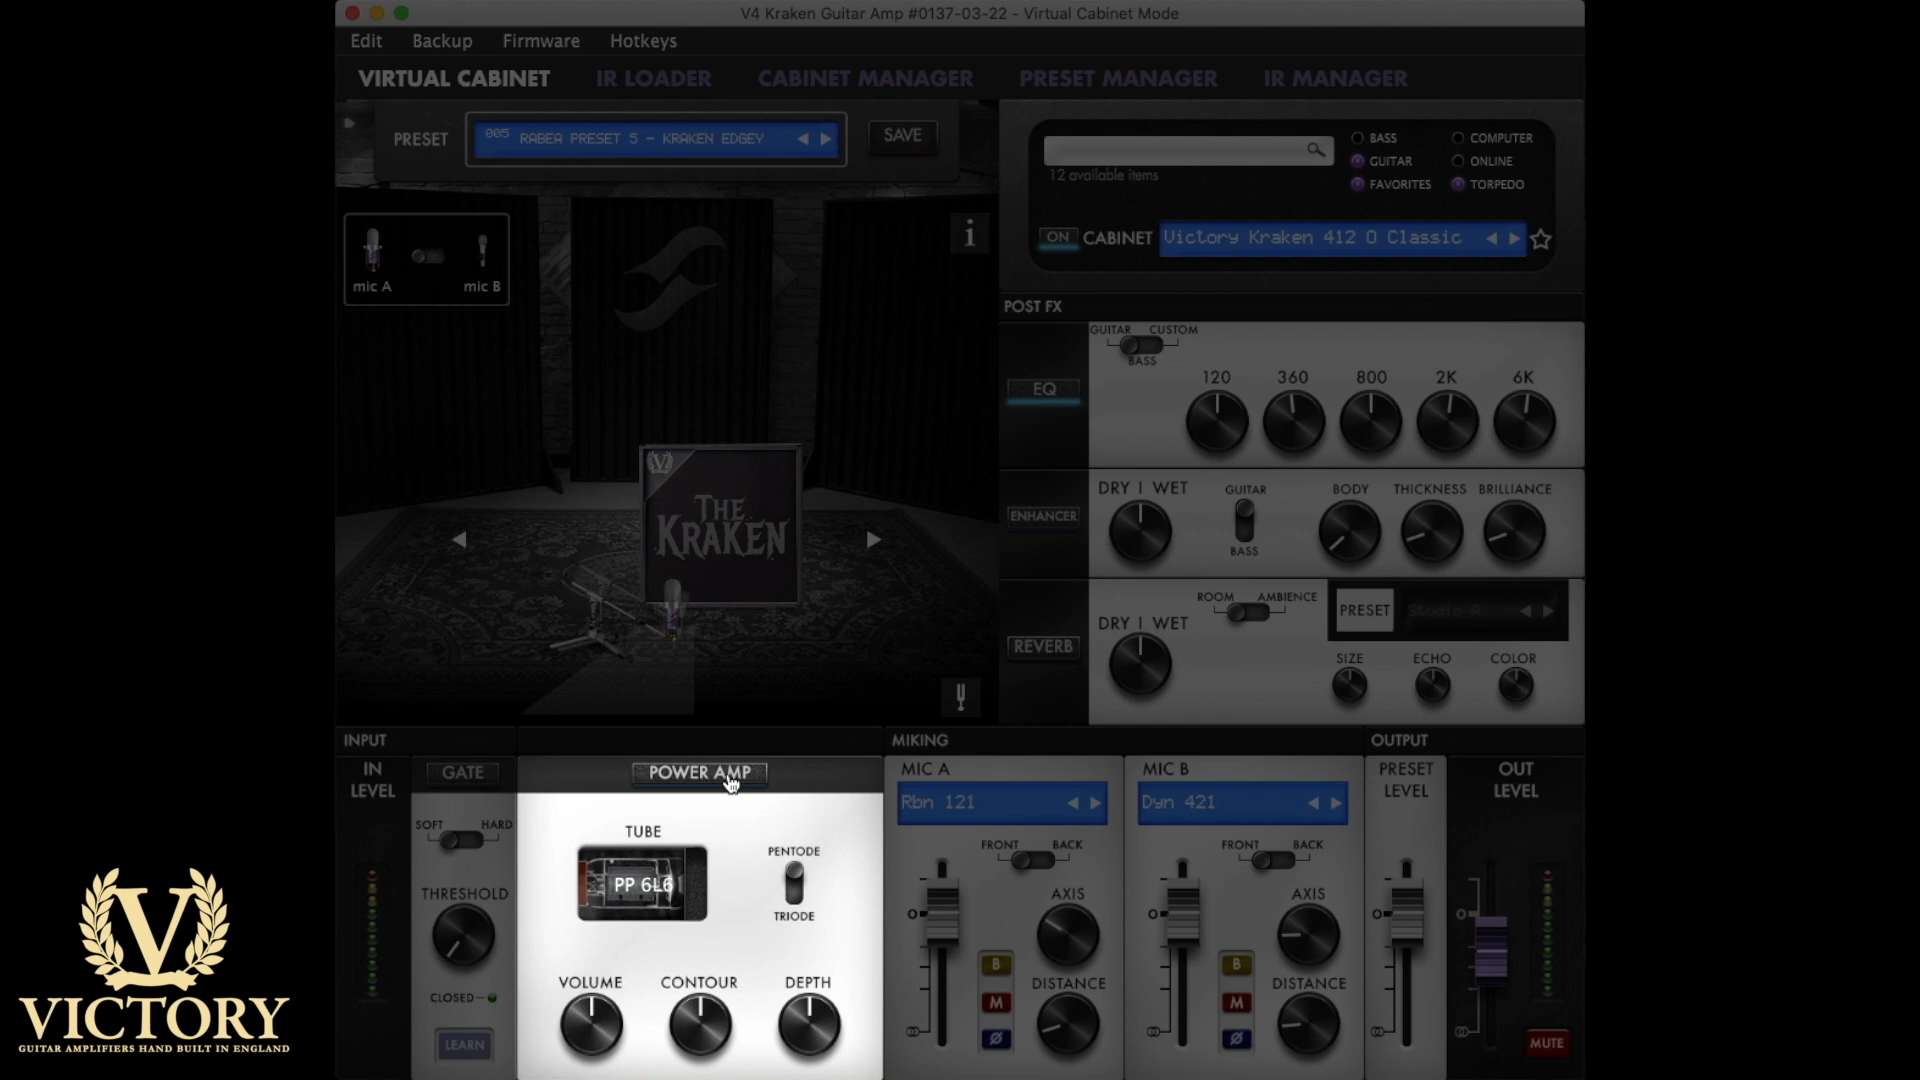 V4 Kraken Guitar Amp #0137-03-22 - Virtual Cabinet Mode
Edit Backup Firmware Hotkeys
VIRTUAL CABINET IR LOADER CABINET MANAGER PRESET MANAGER IR MANAGER
PRESET 005 RABEA PRESET 5 - KRAKEN EDGEY SAVE
12 available items
BASS COMPUTER
GUITAR ONLINE
FAVORITES TORPEDO
ON CABINET Victory Kraken 412 O Classic
mic A mic B
i
V
THE
KRAKEN
POST FX
EQ
GUITAR CUSTOM
BASS
120 360 800 2K 6K
ENHANCER
DRY | WET GUITAR BODY THICKNESS BRILLIANCE
BASS
REVERB
ROOM AMBIENCE
DRY | WET
PRESET Studio A
SIZE ECHO COLOR
INPUT
IN
LEVEL
GATE
SOFT HARD
THRESHOLD
CLOSED
LEARN
POWER AMP
TUBE
PP 6L6
PENTODE
TRIODE
VOLUME CONTOUR DEPTH
MIKING
MIC A
Rbn 121
FRONT BACK
AXIS
O
B
M
Ø
DISTANCE
MIC B
Dyn 421
FRONT BACK
AXIS
O
B
M
Ø
DISTANCE
OUTPUT
PRESET
LEVEL
O
OUT
LEVEL
O
MUTE
V
VICTORY
GUITAR AMPLIFIERS HAND BUILT IN ENGLAND